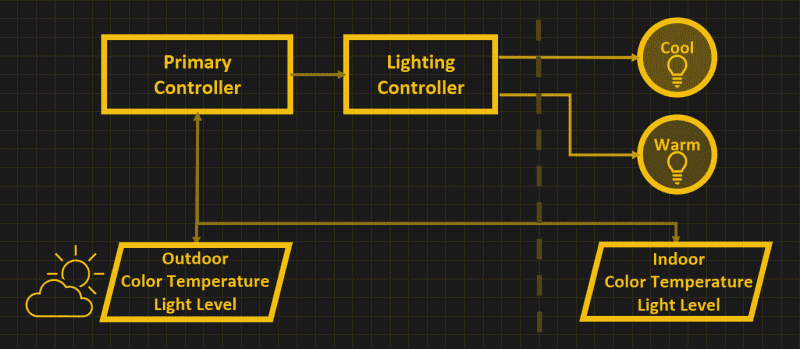 Primary
Controller
Lighting
Controller
Cool
Warm
Outdoor
Color Temperature
Light Level
Indoor
Color Temperature
Light Level